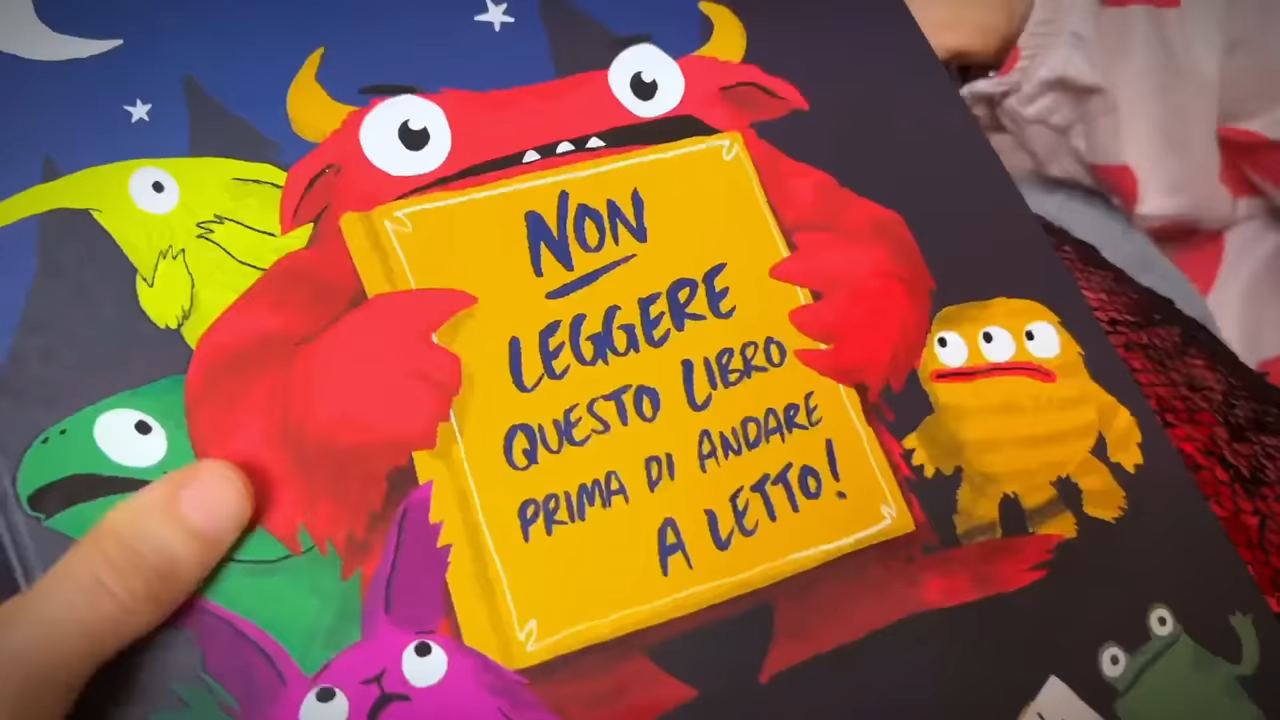 NON
LEGGERE
QUESTO LIBRO
PRIMA DI ANDARE
A LETTO!